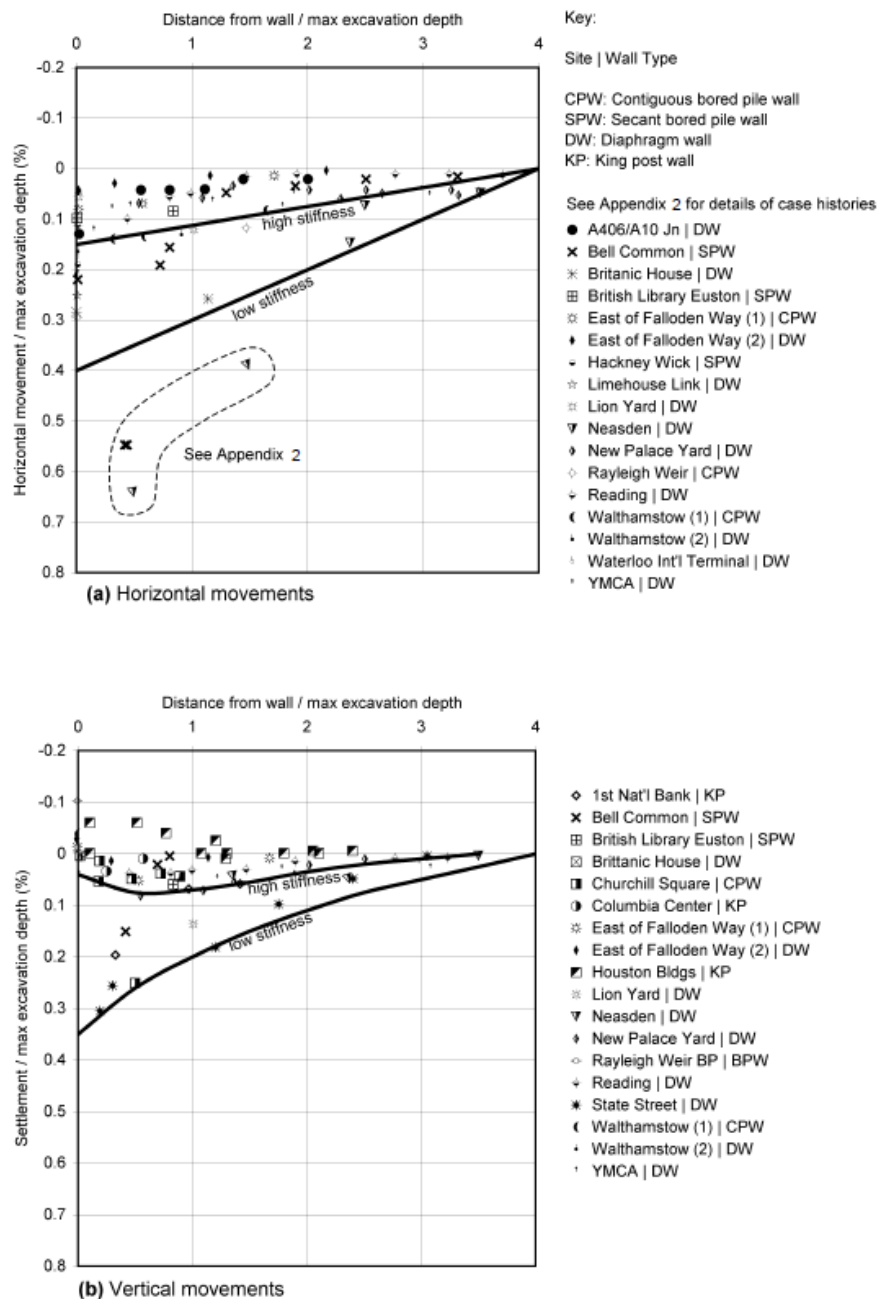 Distance from wall / max excavation depth
0 1 2 3 4
-0.2
-0.1
0
0.1
0.2
0.3
0.4
0.5
0.6
0.7
0.8
Horizontal movement / max excavation depth (%)
high stiffness
low stiffness
See Appendix 2
(a) Horizontal movements
Key:
Site | Wall Type
CPW: Contiguous bored pile wall
SPW: Secant bored pile wall
DW: Diaphragm wall
KP: King post wall
See Appendix 2 for details of case histories
A406/A10 Jn | DW
Bell Common | SPW
Britanic House | DW
British Library Euston | SPW
East of Falloden Way (1) | CPW
East of Falloden Way (2) | DW
Hackney Wick | SPW
Limehouse Link | DW
Lion Yard | DW
Neasden | DW
New Palace Yard | DW
Rayleigh Weir | CPW
Reading | DW
Walthamstow (1) | CPW
Walthamstow (2) | DW
Waterloo Int'l Terminal | DW
YMCA | DW
Distance from wall / max excavation depth
0 1 2 3 4
-0.2
-0.1
0
0.1
0.2
0.3
0.4
0.5
0.6
0.7
0.8
Settlement / max excavation depth (%)
high stiffness
low stiffness
(b) Vertical movements
1st Nat'l Bank | KP
Bell Common | SPW
British Library Euston | SPW
Brittanic House | DW
Churchill Square | CPW
Columbia Center | KP
East of Falloden Way (1) | CPW
East of Falloden Way (2) | DW
Houston Bldgs | KP
Lion Yard | DW
Neasden | DW
New Palace Yard | DW
Rayleigh Weir BP | BPW
Reading | DW
State Street | DW
Walthamstow (1) | CPW
Walthamstow (2) | DW
YMCA | DW